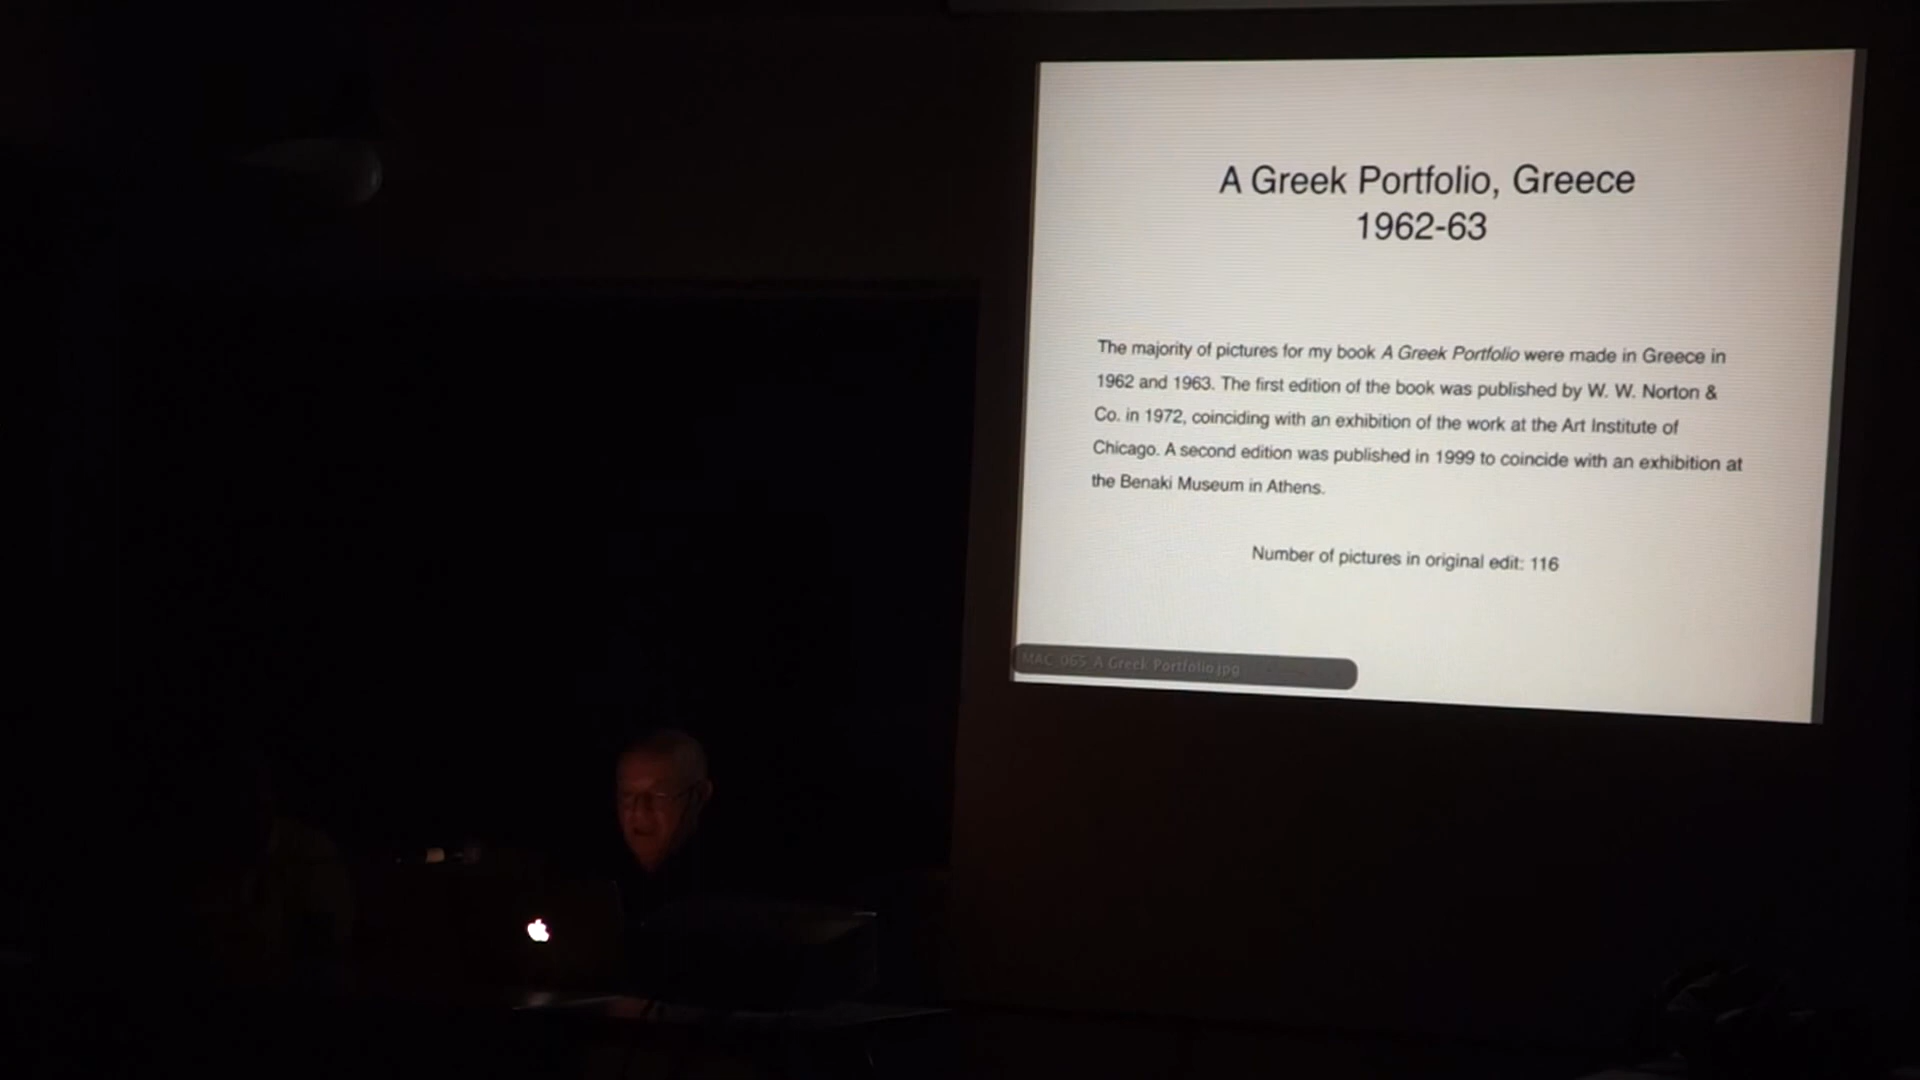 A Greek Portfolio, Greece
1962-63
The majority of pictures for my book A Greek Portfolio were made in Greece in
1962 and 1963. The first edition of the book was published by W. W. Norton &
Co. in 1972, coinciding with an exhibition of the work at the Art Institute of
Chicago. A second edition was published in 1999 to coincide with an exhibition at
the Benaki Museum in Athens.
Number of pictures in original edit: 116
MAC_065_A Greek Portfolio.jpg